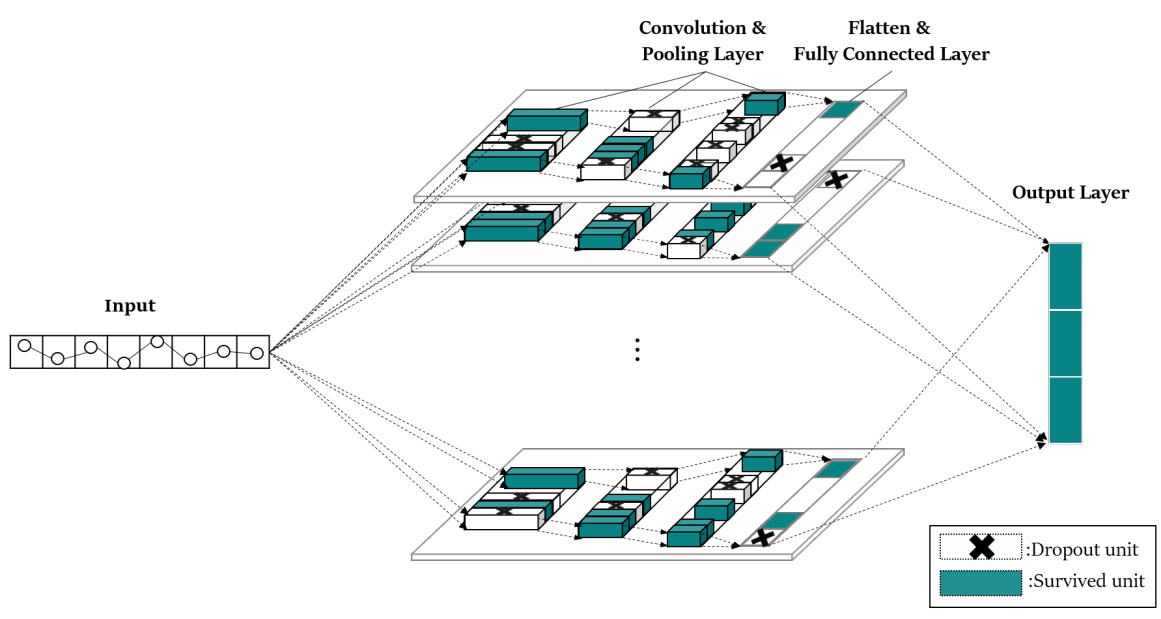 Convolution &
Pooling Layer
Flatten &
Fully Connected Layer
Output Layer
Input
:Dropout unit
:Survived unit